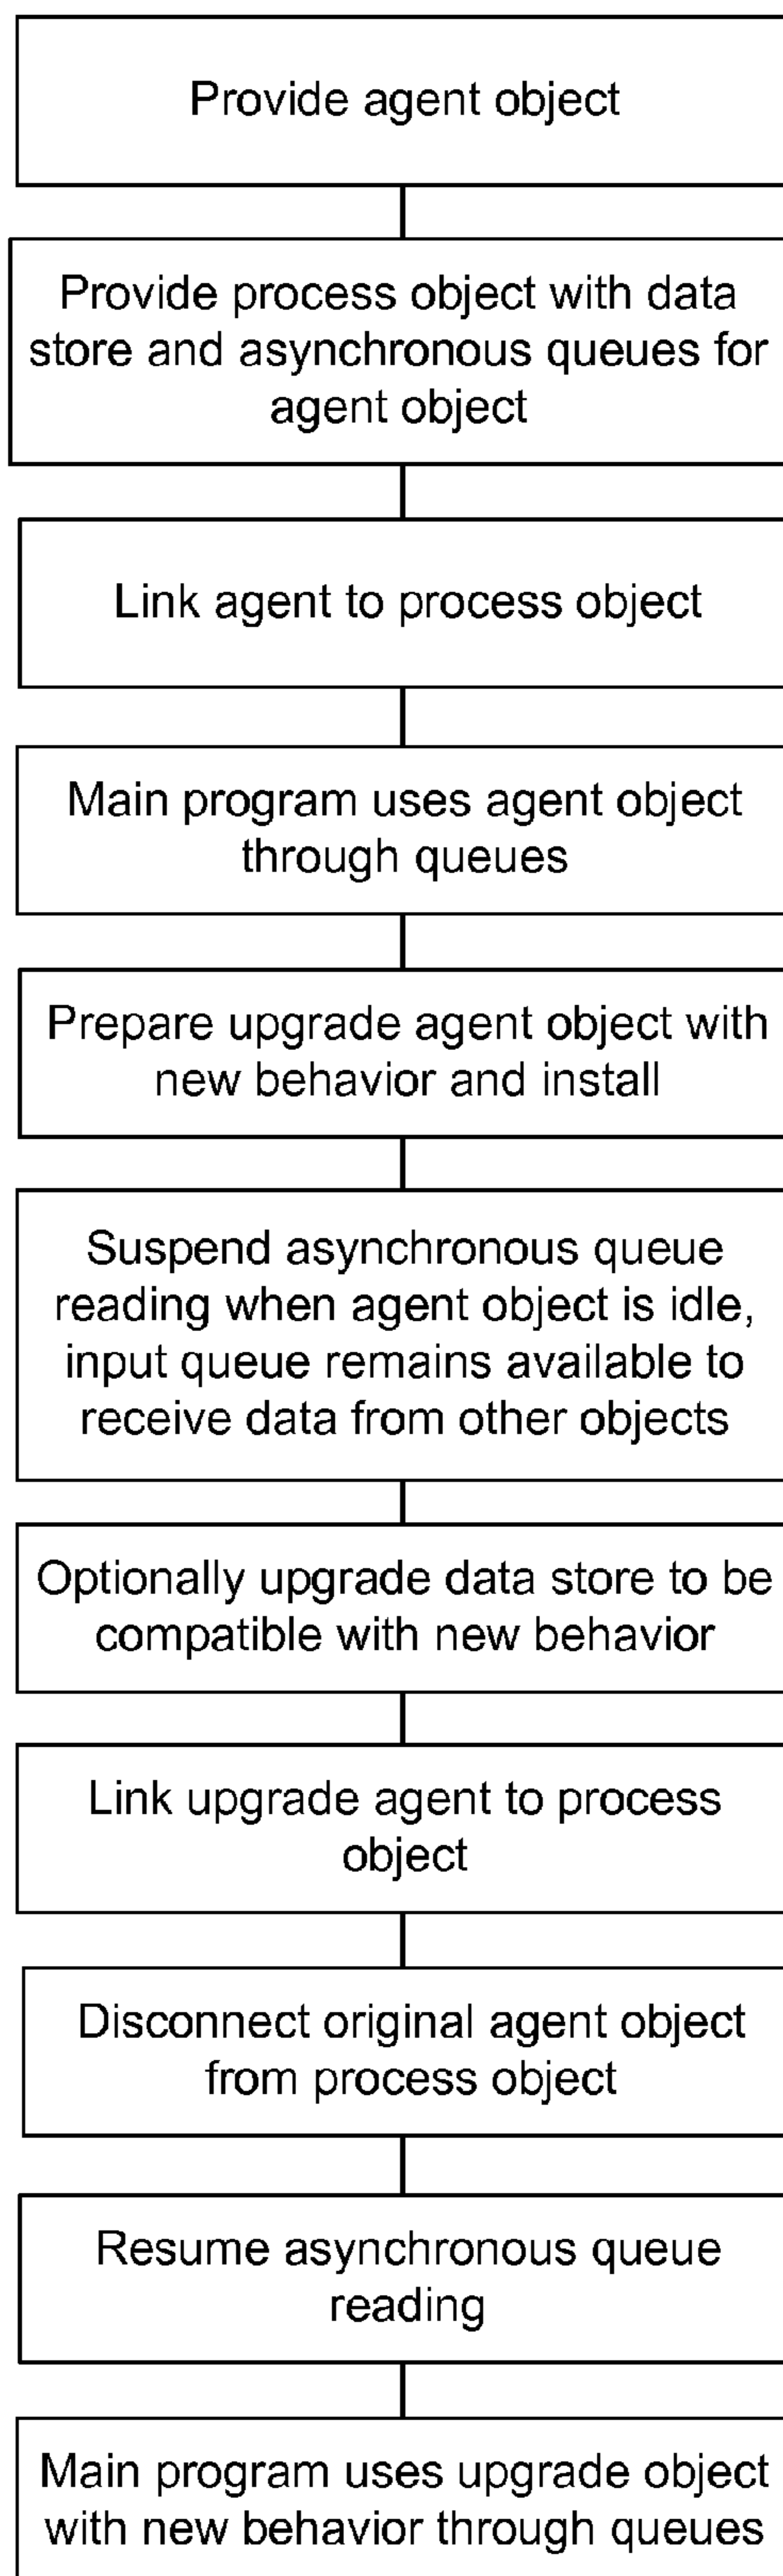 Provide agent object
Provide process object with data
store and asynchronous queues for
agent object
Link agent to process object
Main program uses agent object
through queues
Prepare upgrade agent object with
new behavior and install
Suspend asynchronous queue
reading when agent object is idle,
input queue remains available to
receive data from other objects
Optionally upgrade data store to be
compatible with new behavior
Link upgrade agent to process
object
Disconnect original agent object
from process object
Resume asynchronous queue
reading
Main program uses upgrade object
with new behavior through queues